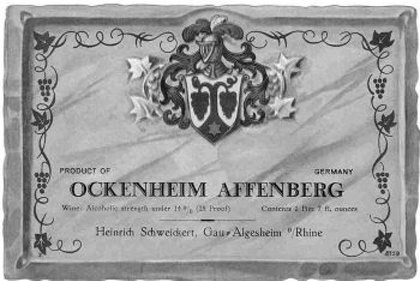 PRODUCT OF GERMANY
OCKENHEIM AFFENBERG
Wine: Alcoholic strength under 14% (28 Proof) Contents 1 Pint 7 fl. ounces
Heinrich Schweickert, Gau-Algesheim o/Rhine